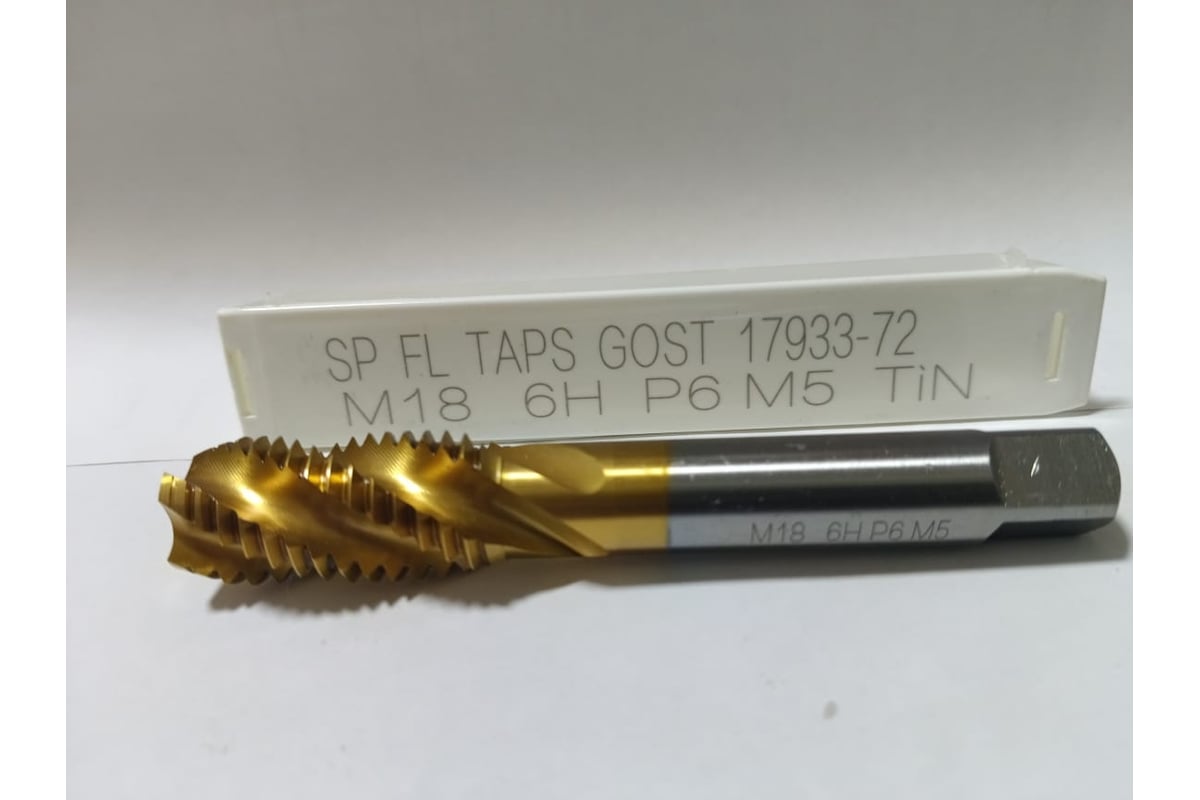 SP FL TAPS GOST 17933-72
M18 6H P6 M5 TiN
M18 6H P6 M5